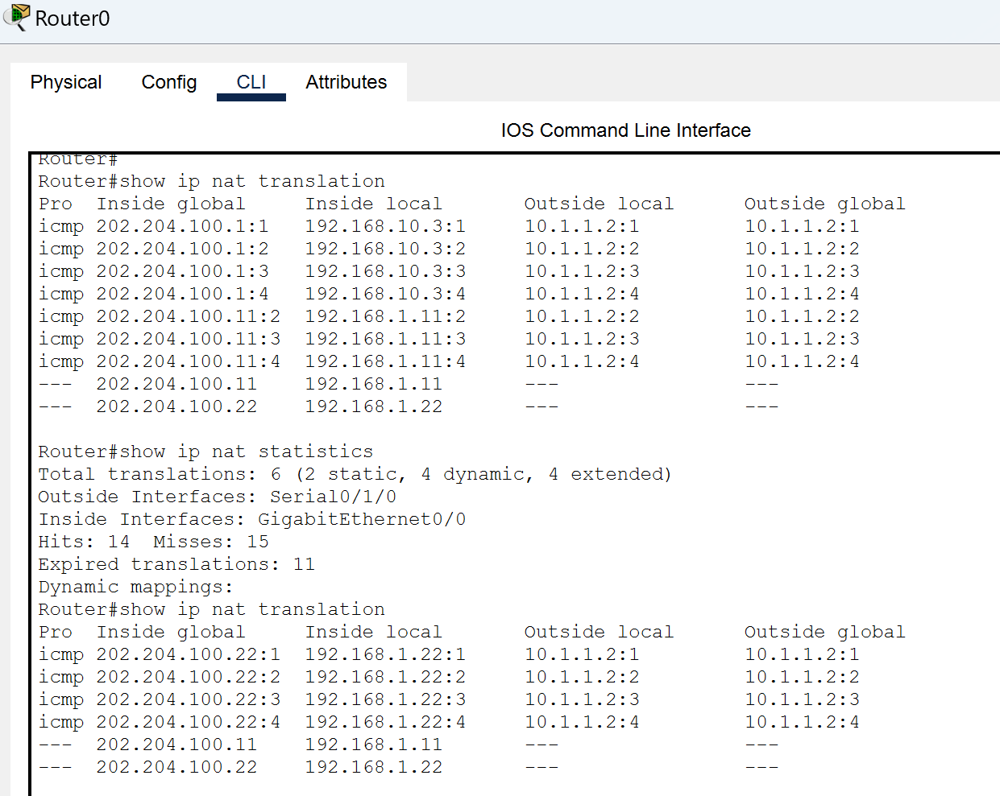 Router0
Physical Config CLI Attributes
IOS Command Line Interface
Router#
Router#show ip nat translation
Pro Inside global Inside local Outside local Outside global
icmp 202.204.100.1:1 192.168.10.3:1 10.1.1.2:1 10.1.1.2:1
icmp 202.204.100.1:2 192.168.10.3:2 10.1.1.2:2 10.1.1.2:2
icmp 202.204.100.1:3 192.168.10.3:3 10.1.1.2:3 10.1.1.2:3
icmp 202.204.100.1:4 192.168.10.3:4 10.1.1.2:4 10.1.1.2:4
icmp 202.204.100.11:2 192.168.1.11:2 10.1.1.2:2 10.1.1.2:2
icmp 202.204.100.11:3 192.168.1.11:3 10.1.1.2:3 10.1.1.2:3
icmp 202.204.100.11:4 192.168.1.11:4 10.1.1.2:4 10.1.1.2:4
--- 202.204.100.11 192.168.1.11 --- ---
--- 202.204.100.22 192.168.1.22 --- ---
Router#show ip nat statistics
Total translations: 6 (2 static, 4 dynamic, 4 extended)
Outside Interfaces: Serial0/1/0
Inside Interfaces: GigabitEthernet0/0
Hits: 14 Misses: 15
Expired translations: 11
Dynamic mappings:
Router#show ip nat translation
Pro Inside global Inside local Outside local Outside global
icmp 202.204.100.22:1 192.168.1.22:1 10.1.1.2:1 10.1.1.2:1
icmp 202.204.100.22:2 192.168.1.22:2 10.1.1.2:2 10.1.1.2:2
icmp 202.204.100.22:3 192.168.1.22:3 10.1.1.2:3 10.1.1.2:3
icmp 202.204.100.22:4 192.168.1.22:4 10.1.1.2:4 10.1.1.2:4
--- 202.204.100.11 192.168.1.11 --- ---
--- 202.204.100.22 192.168.1.22 --- ---